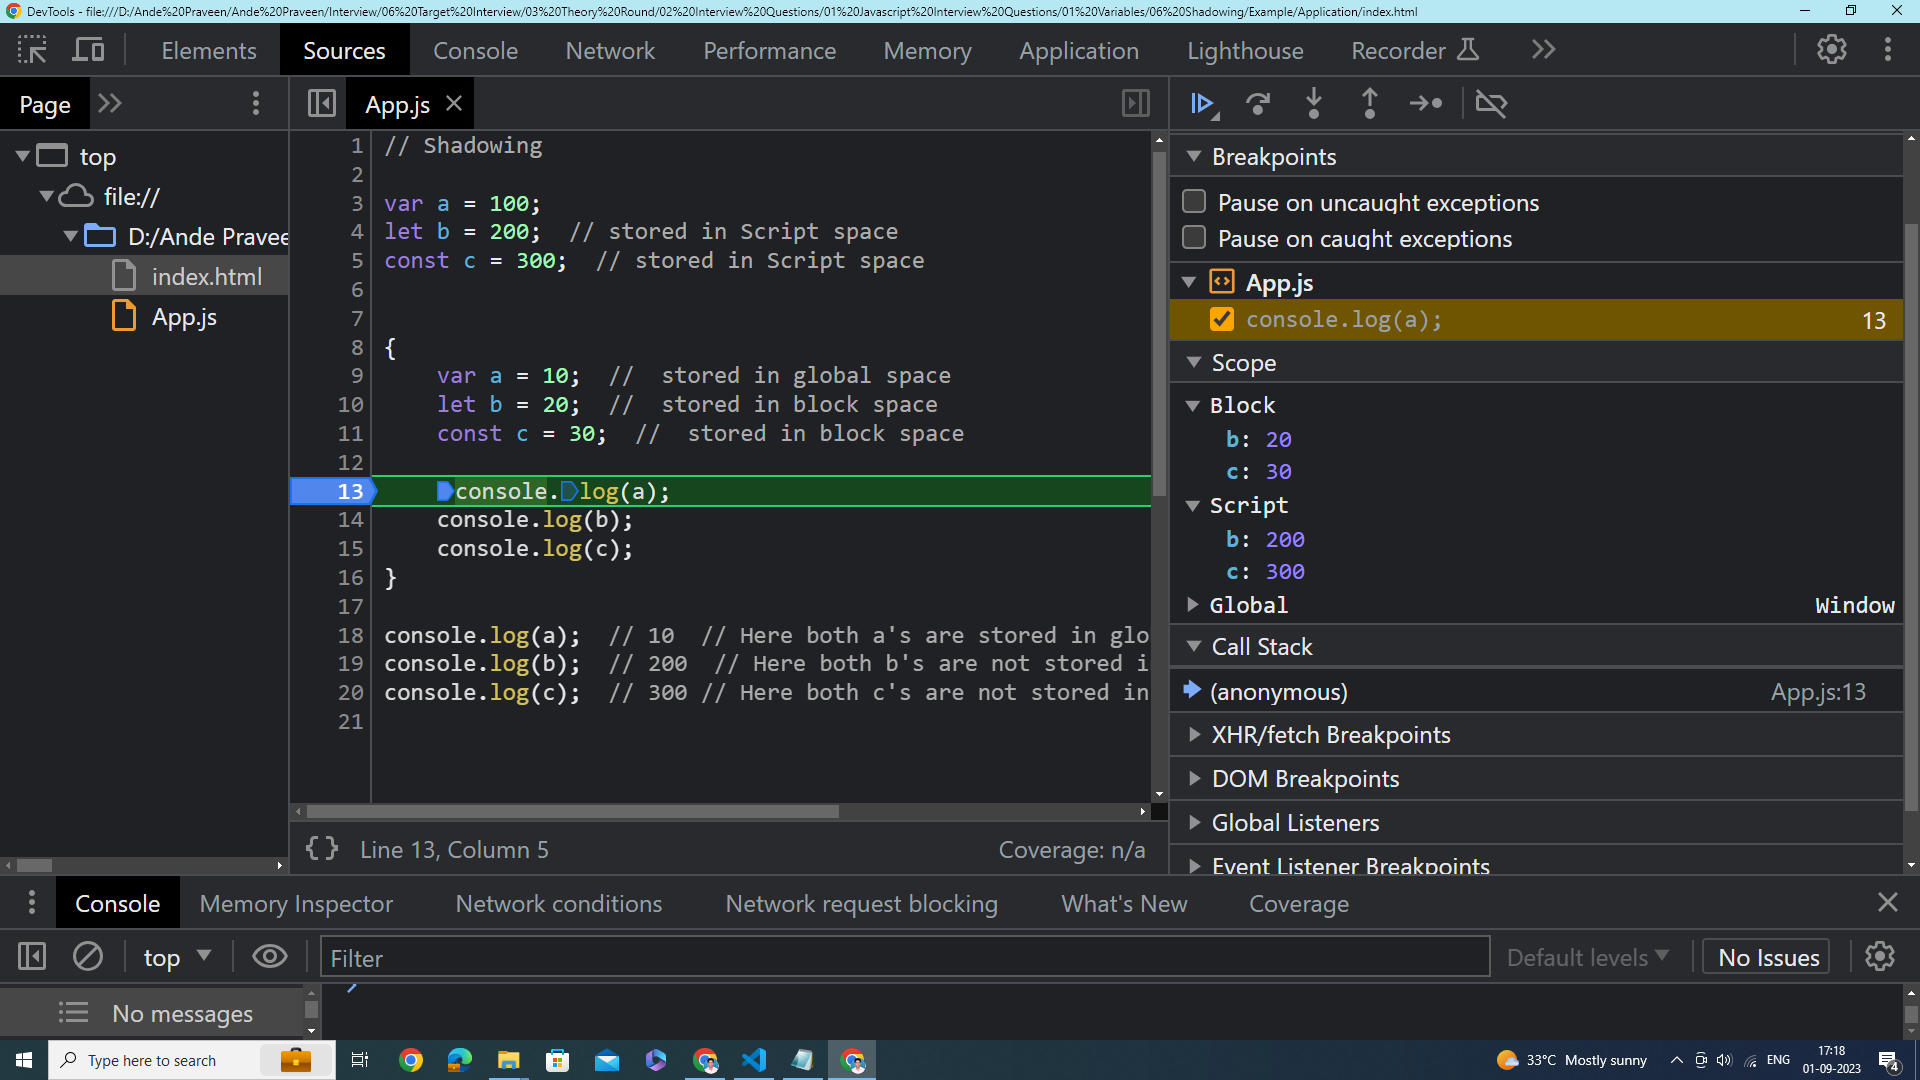 DevTools - file:///D:/Ande%20Praveen/Ande%20Praveen/Interview/06%20Target%20Interview/03%20Theory%20Round/02%20Interview%20Questions/01%20Javascript%20Interview%20Questions/01%20Variables/06%20Shadowing/Example/Application/index.html
Elements Sources Console Network Performance Memory Application Lighthouse Recorder
Page
App.js
top
file://
D:/Ande Pravee
index.html
App.js
1 // Shadowing
2
3 var a = 100;
4 let b = 200;  // stored in Script space
5 const c = 300;  // stored in Script space
6
7
8 {
9     var a = 10;  //  stored in global space
10     let b = 20;  //  stored in block space
11     const c = 30;  //  stored in block space
12
13     console.log(a);
14     console.log(b);
15     console.log(c);
16 }
17
18 console.log(a);  // 10  // Here both a's are stored in glo
19 console.log(b);  // 200  // Here both b's are not stored i
20 console.log(c);  // 300 // Here both c's are not stored in
21
{} Line 13, Column 5 Coverage: n/a
Breakpoints
Pause on uncaught exceptions
Pause on caught exceptions
App.js
console.log(a); 13
Scope
Block
b: 20
c: 30
Script
b: 200
c: 300
Global Window
Call Stack
(anonymous) App.js:13
XHR/fetch Breakpoints
DOM Breakpoints
Global Listeners
Event Listener Breakpoints
Console Memory Inspector Network conditions Network request blocking What's New Coverage
top Filter Default levels No Issues
No messages
Type here to search
33°C Mostly sunny ENG
17:18
01-09-2023
4